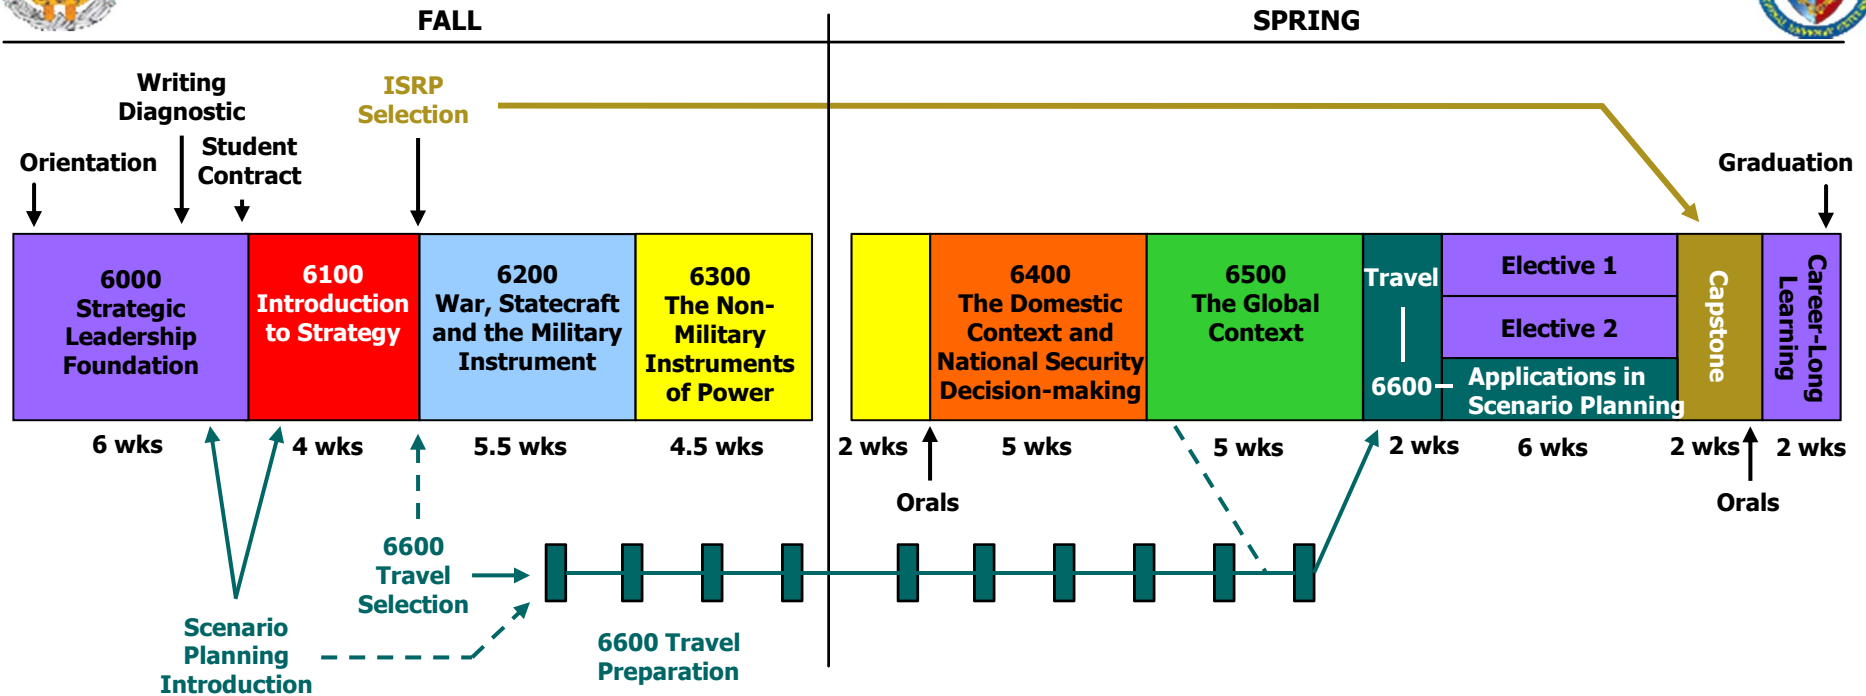 FALL
SPRING
Writing
Diagnostic
ISRP
Selection
Orientation
Student
Contract
Graduation
6000
Strategic
Leadership
Foundation
6100
Introduction
to Strategy
6200
War, Statecraft
and the Military
Instrument
6300
The Non-
Military
Instruments
of Power
6400
The Domestic
Context and
National Security
Decision-making
6500
The Global
Context
Travel
6600
Elective 1
Elective 2
Applications in
Scenario Planning
Capstone
Career-Long
Learning
6 wks
4 wks
5.5 wks
4.5 wks
2 wks
5 wks
5 wks
2 wks
6 wks
2 wks
2 wks
Orals
Orals
6600
Travel
Selection
Scenario
Planning
Introduction
6600 Travel
Preparation